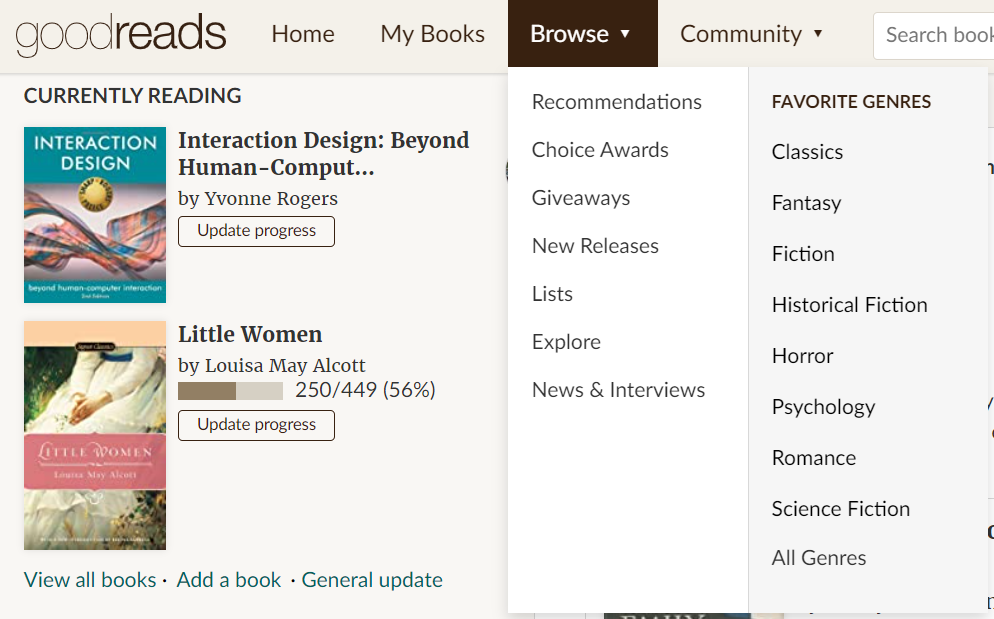 goodreads
Home
My Books
Browse ▼
Community ▼
Search book
CURRENTLY READING
INTERACTION
DESIGN
beyond human-computer interaction
Interaction Design: Beyond
Human-Comput...
by Yvonne Rogers
Update progress
LITTLE WOMEN
Louisa May Alcott
Little Women
by Louisa May Alcott
250/449 (56%)
Update progress
View all books · Add a book · General update
Recommendations
Choice Awards
Giveaways
New Releases
Lists
Explore
News & Interviews
FAVORITE GENRES
Classics
Fantasy
Fiction
Historical Fiction
Horror
Psychology
Romance
Science Fiction
All Genres